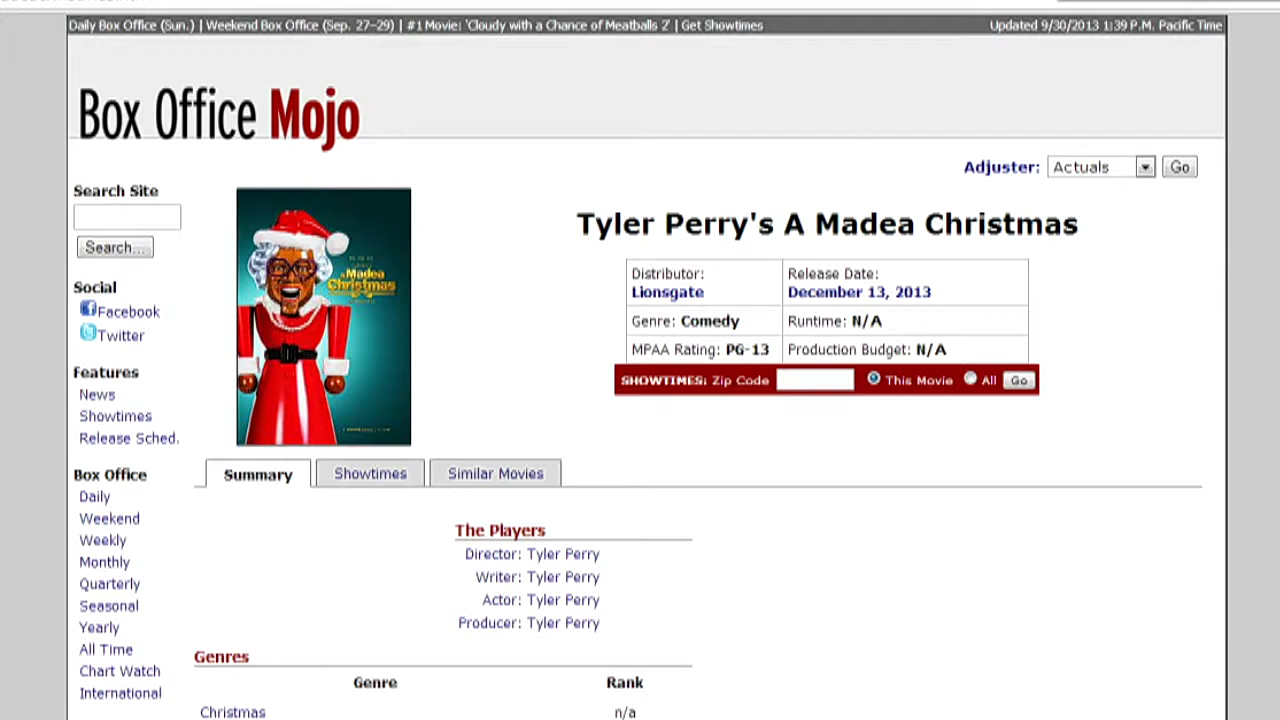 Daily Box Office (Sun.) | Weekend Box Office (Sep. 27–29) | #1 Movie: 'Cloudy with a Chance of Meatballs 2' | Get Showtimes
Updated 9/30/2013 1:39 P.M. Pacific Time
Box Office Mojo
Adjuster: Actuals Go
Search Site
Search...
Social
Facebook
Twitter
Features
News
Showtimes
Release Sched.
Box Office
Daily
Weekend
Weekly
Monthly
Quarterly
Seasonal
Yearly
All Time
Chart Watch
International
Madea
Christmas
Tyler Perry's A Madea Christmas
Distributor: Release Date:
Lionsgate December 13, 2013
Genre: Comedy Runtime: N/A
MPAA Rating: PG-13 Production Budget: N/A
SHOWTIMES: Zip Code This Movie All Go
Summary Showtimes Similar Movies
The Players
Director: Tyler Perry
Writer: Tyler Perry
Actor: Tyler Perry
Producer: Tyler Perry
Genres
Genre Rank
Christmas n/a